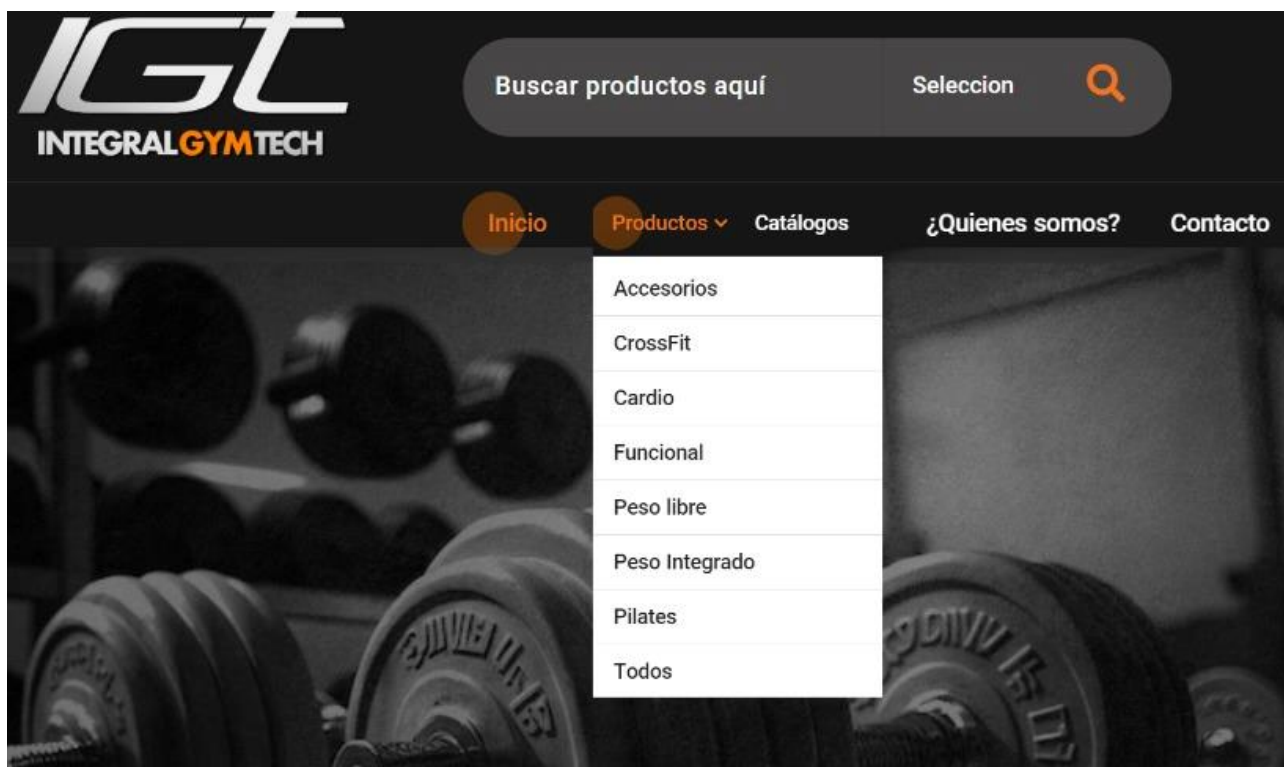 IGt
INTEGRALGYMTECH
Buscar productos aquí
Seleccion
Inicio Productos Catálogos ¿Quienes somos? Contacto
Accesorios
CrossFit
Cardio
Funcional
Peso libre
Peso Integrado
Pilates
Todos